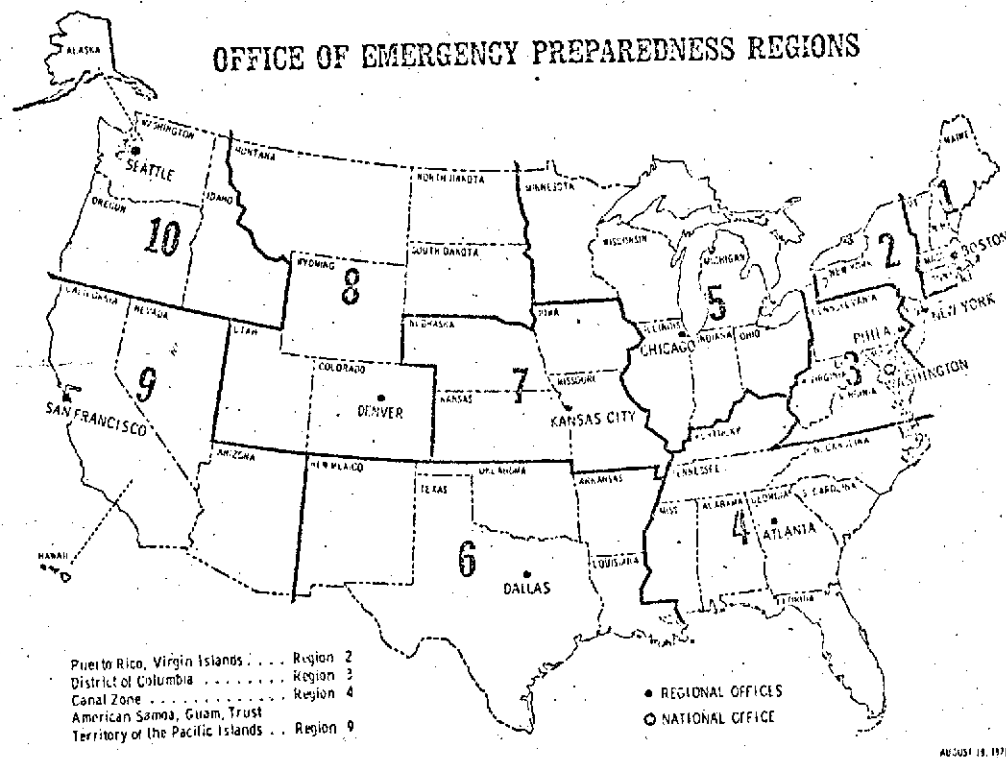 OFFICE OF EMERGENCY PREPAREDNESS REGIONS
ALASKA
WASHINGTON
SEATTLE
OREGON
IDAHO
10
MONTANA
NORTH DAKOTA
SOUTH DAKOTA
WYOMING
8
MINNESOTA
WISCONSIN
MICHIGAN
5
MAINE
1
N.H.
BOSTON
NEW YORK
2
NEW YORK
PENNSYLVANIA
PHILA
3
WASHINGTON
VIRGINIA
CALIFORNIA
NEVADA
UTAH
9
SAN FRANCISCO
COLORADO
DENVER
NEBRASKA
KANSAS
7
IOWA
MISSOURI
KANSAS CITY
ILLINOIS
CHICAGO
INDIANA
OHIO
KENTUCKY
ARIZONA
NEW MEXICO
TEXAS
OKLAHOMA
6
DALLAS
ARKANSAS
LOUISIANA
TENNESSEE
N. CAROLINA
S. CAROLINA
MISS
ALABAMA
GEORGIA
4
ATLANTA
FLORIDA
HAWAII
Puerto Rico, Virgin Islands . . . . Region 2
District of Columbia . . . . . . . . Region 3
Canal Zone . . . . . . . . . . . . . Region 4
American Samoa, Guam, Trust
Territory of the Pacific Islands . . Region 9
REGIONAL OFFICES
NATIONAL OFFICE
AUGUST 19,